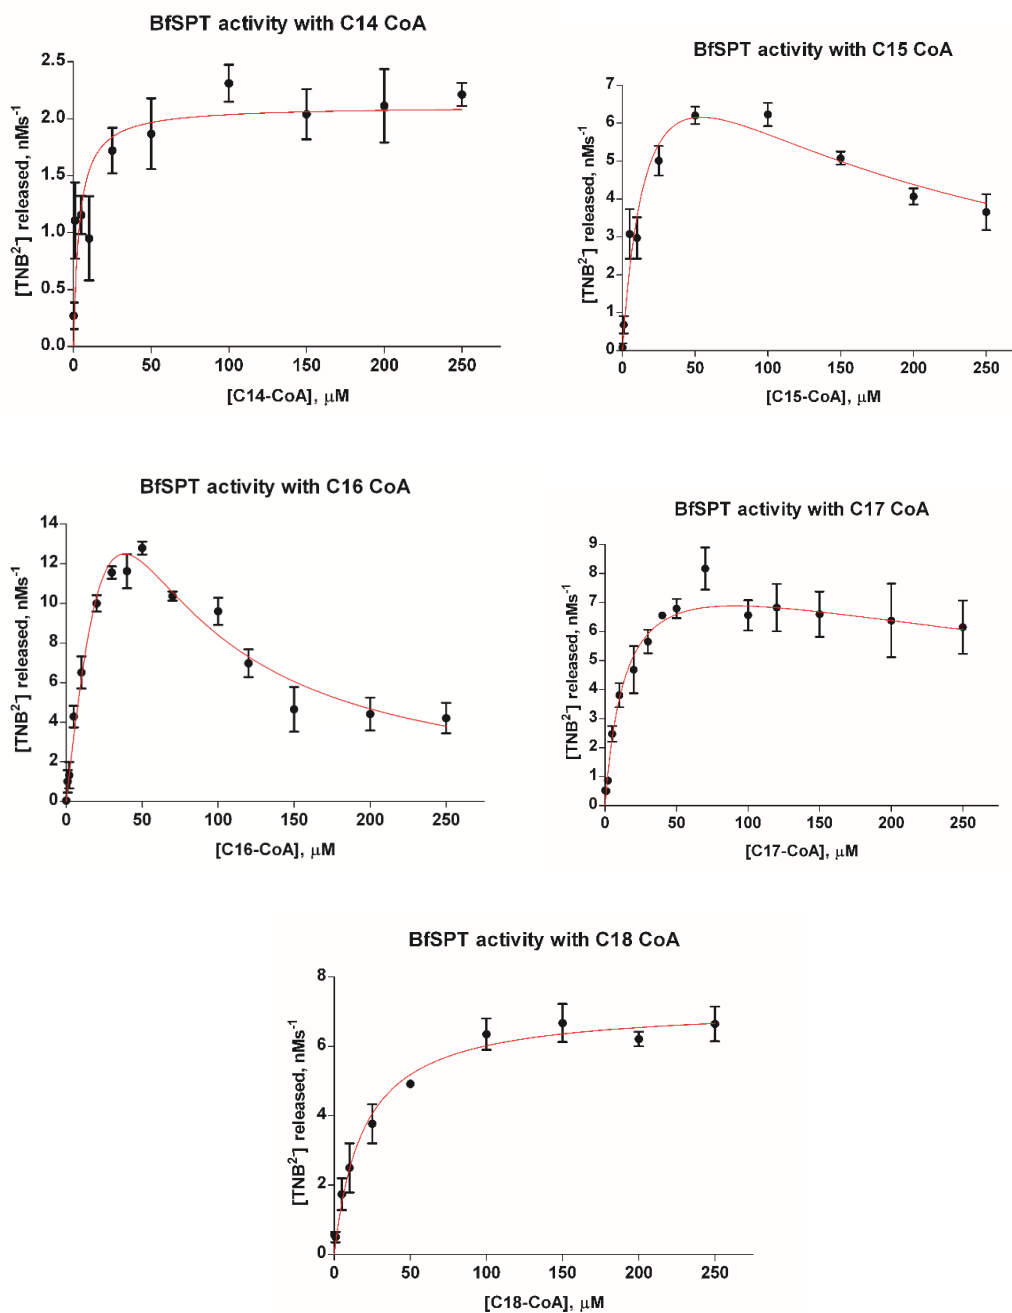 BfSPT activity with C14 CoA
[TNB²⁻] released, nMs⁻¹
2.5
2.0
1.5
1.0
0.5
0.0
0 50 100 150 200 250
[C14-CoA], μM
BfSPT activity with C15 CoA
[TNB²⁻] released, nMs⁻¹
7
6
5
4
3
2
1
0
0 50 100 150 200 250
[C15-CoA], μM
BfSPT activity with C16 CoA
[TNB²⁻] released, nMs⁻¹
14
12
10
8
6
4
2
0
0 50 100 150 200 250
[C16-CoA], μM
BfSPT activity with C17 CoA
[TNB²⁻] released, nMs⁻¹
9
8
7
6
5
4
3
2
1
0
0 50 100 150 200 250
[C17-CoA], μM
BfSPT activity with C18 CoA
[TNB²⁻] released, nMs⁻¹
8
6
4
2
0
0 50 100 150 200 250
[C18-CoA], μM